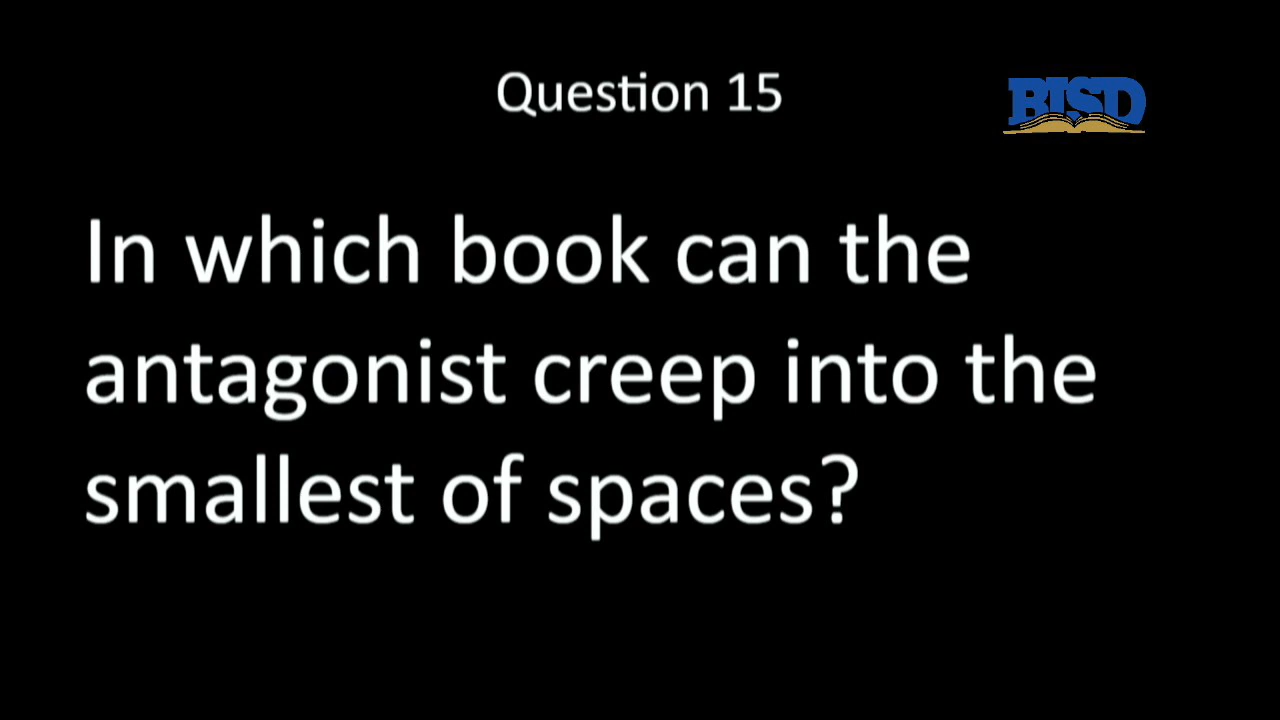 Question 15
BISD
In which book can the
antagonist creep into the
smallest of spaces?